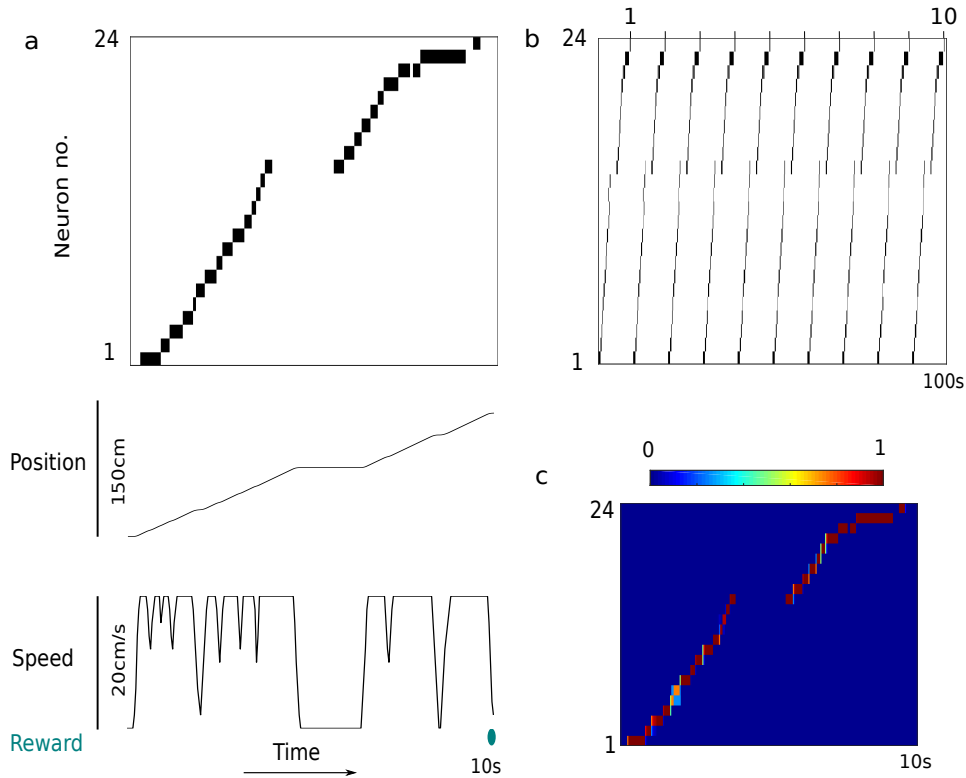 a
24
Neuron no.
1
Position
150cm
Speed
20cm/s
Reward
Time
10s
b
1
10
24
1
100s
c
0
1
24
1
10s